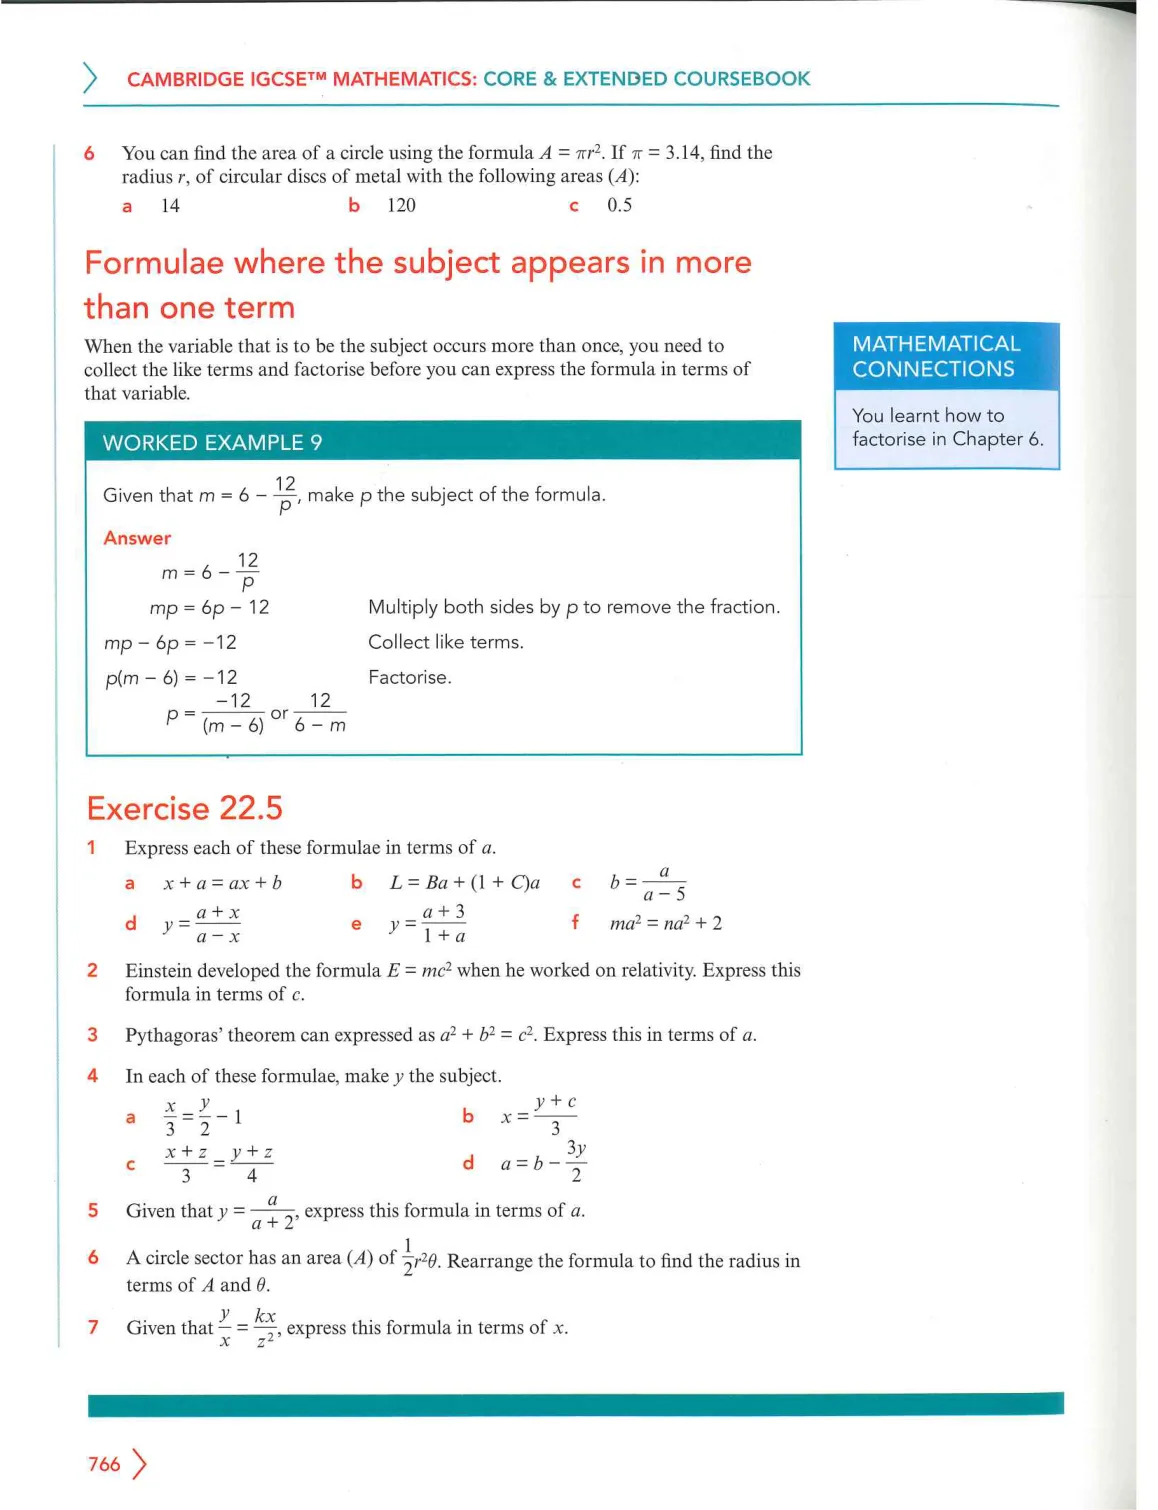 CAMBRIDGE IGCSE™ MATHEMATICS: CORE & EXTENDED COURSEBOOK
6 You can find the area of a circle using the formula A = πr². If π = 3.14, find the
radius r, of circular discs of metal with the following areas (A):
a 14 b 120 c 0.5
Formulae where the subject appears in more
than one term
When the variable that is to be the subject occurs more than once, you need to
collect the like terms and factorise before you can express the formula in terms of
that variable.
MATHEMATICAL
CONNECTIONS
You learnt how to
factorise in Chapter 6.
WORKED EXAMPLE 9
Given that m = 6 − 12/p, make p the subject of the formula.
Answer
m = 6 − 12/p
mp = 6p − 12 Multiply both sides by p to remove the fraction.
mp − 6p = −12 Collect like terms.
p(m − 6) = −12 Factorise.
p = −12/(m − 6) or 12/6 − m
Exercise 22.5
1 Express each of these formulae in terms of a.
a x + a = ax + b b L = Ba + (1 + C)a c b = a/a − 5
d y = a + x/a − x e y = a + 3/1 + a f ma² = na² + 2
2 Einstein developed the formula E = mc² when he worked on relativity. Express this
formula in terms of c.
3 Pythagoras' theorem can expressed as a² + b² = c². Express this in terms of a.
4 In each of these formulae, make y the subject.
a x/3 = y/2 − 1 b x = y + c/3
c x + z/3 = y + z/4 d a = b − 3y/2
5 Given that y = a/a + 2, express this formula in terms of a.
6 A circle sector has an area (A) of 1/2r²θ. Rearrange the formula to find the radius in
terms of A and θ.
7 Given that y/x = kx/z², express this formula in terms of x.
766